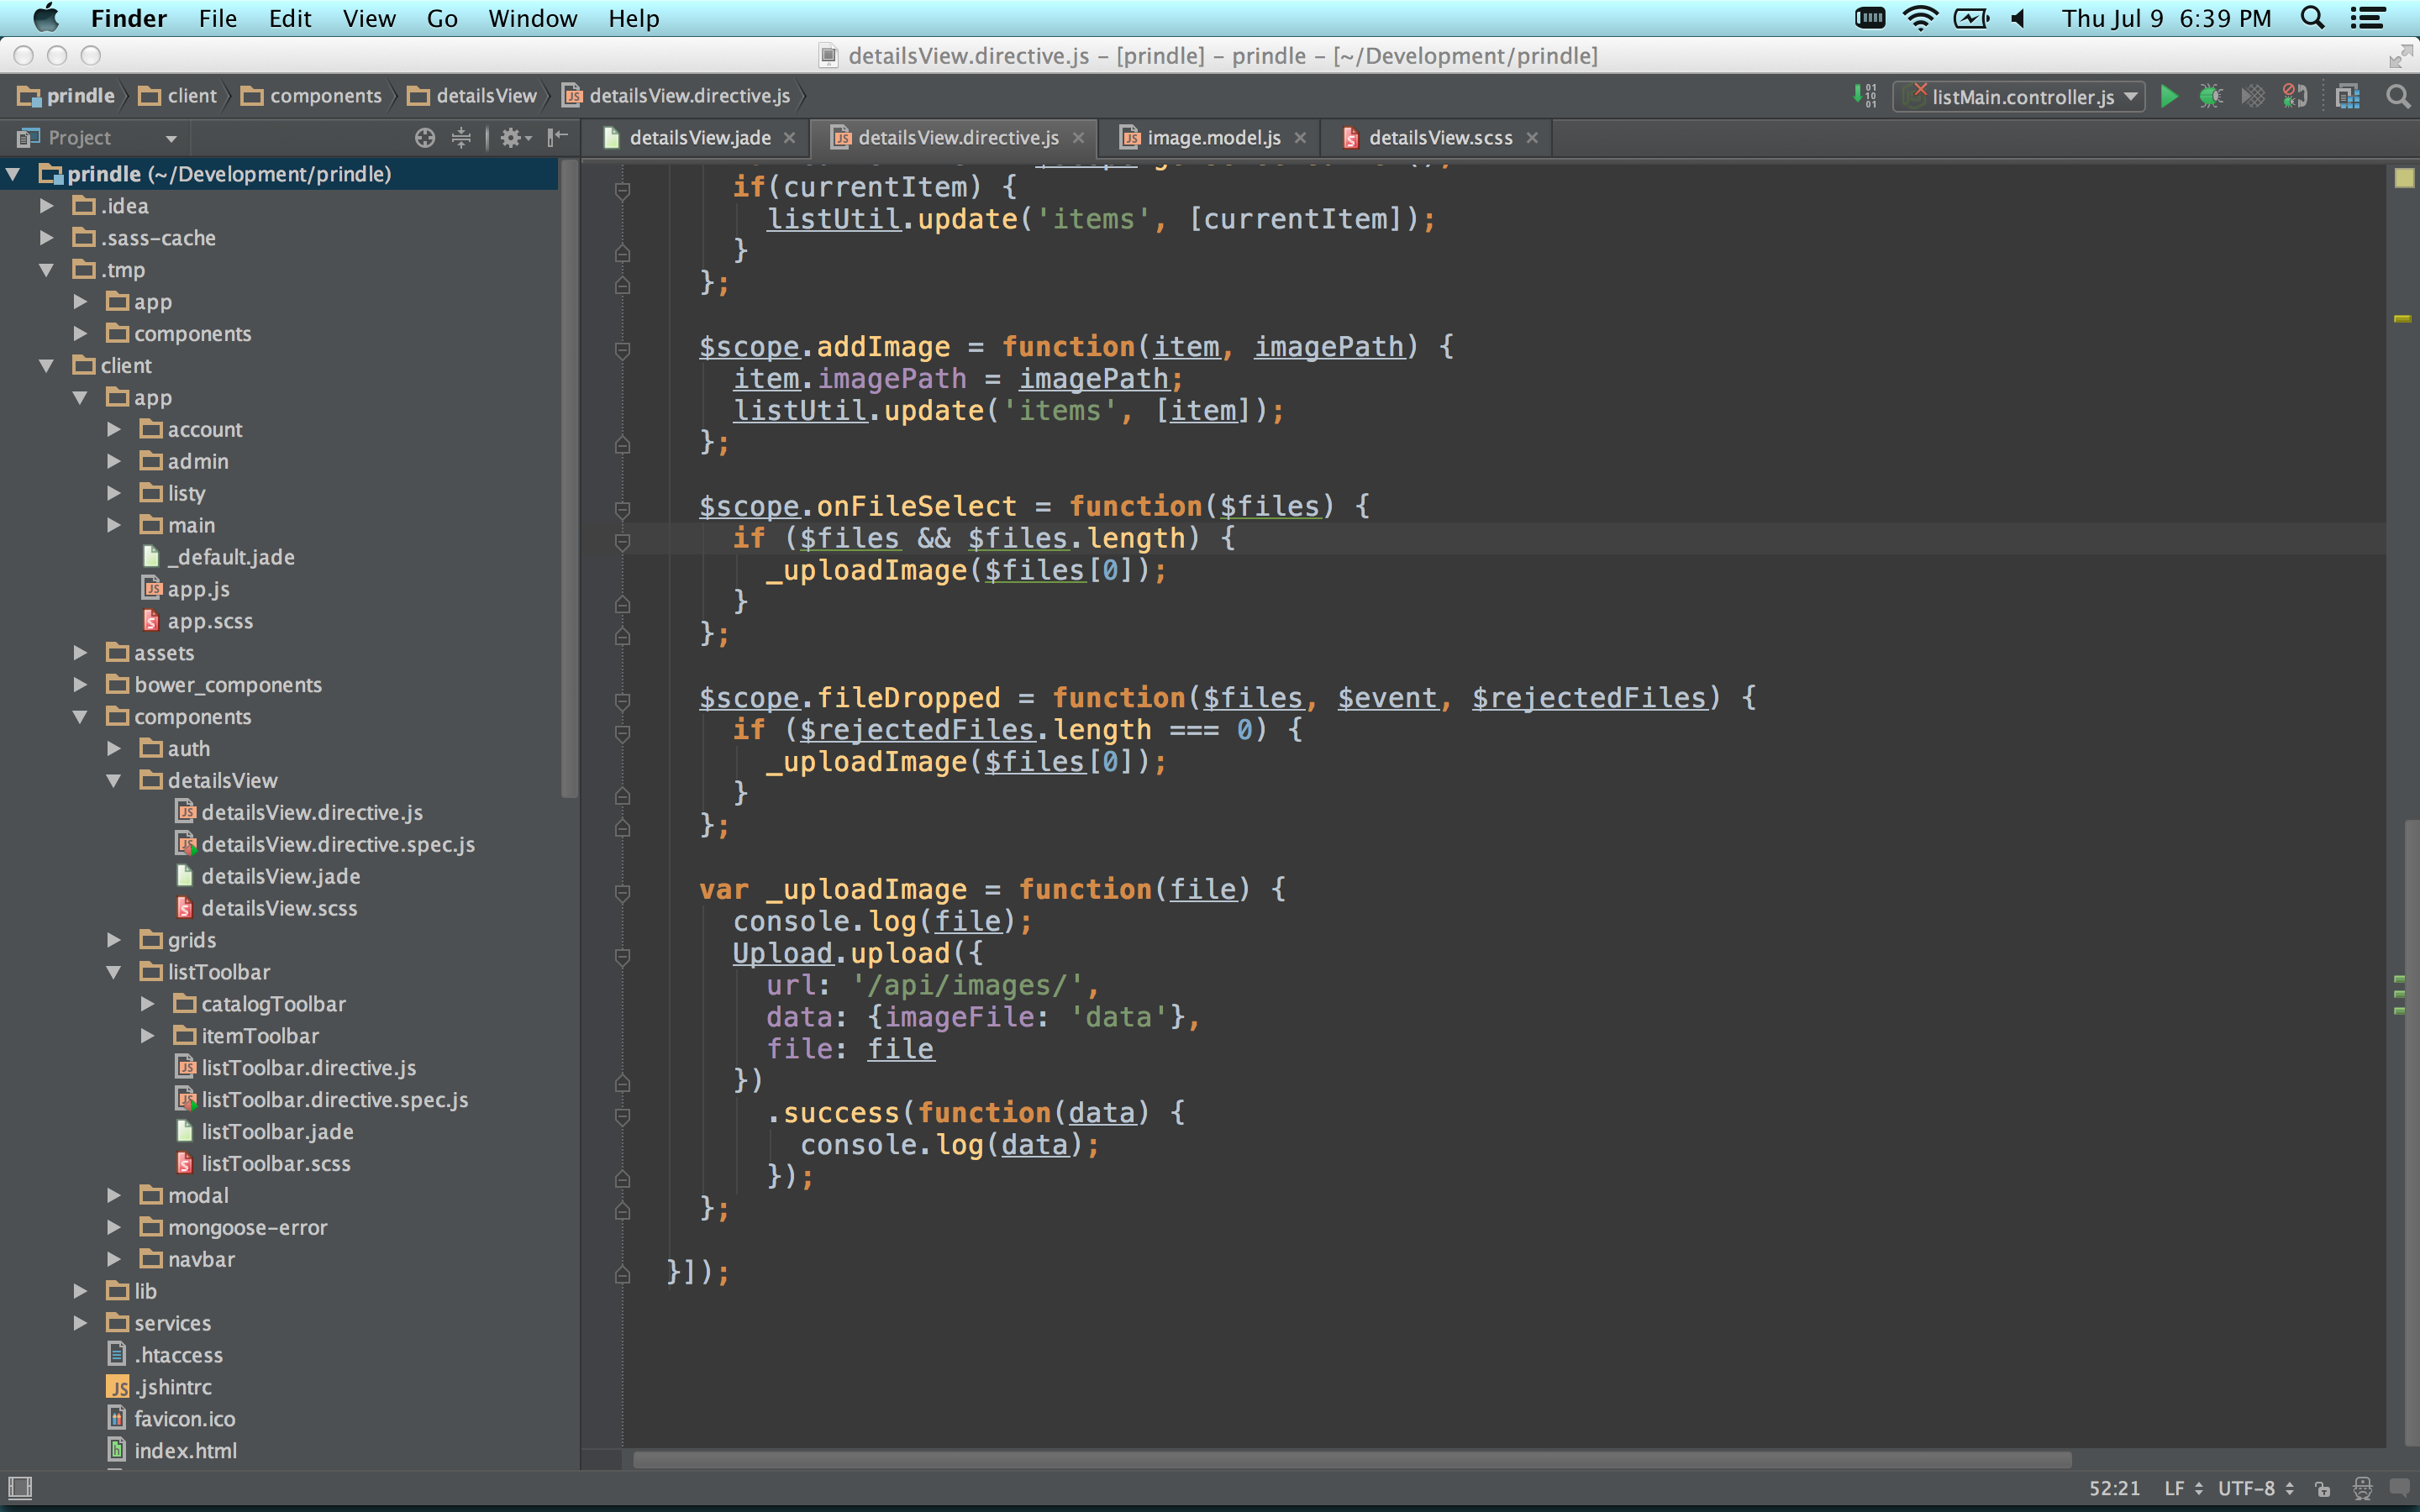 Finder File Edit View Go Window Help Thu Jul 9 6:39 PM
detailsView.directive.js – [prindle] – prindle – [~/Development/prindle]
prindle client components detailsView detailsView.directive.js listMain.controller.js
Project detailsView.jade detailsView.directive.js image.model.js detailsView.scss
prindle (~/Development/prindle)
.idea
.sass-cache
.tmp
app
components
client
app
account
admin
listy
main
_default.jade
app.js
app.scss
assets
bower_components
components
auth
detailsView
detailsView.directive.js
detailsView.directive.spec.js
detailsView.jade
detailsView.scss
grids
listToolbar
catalogToolbar
itemToolbar
listToolbar.directive.js
listToolbar.directive.spec.js
listToolbar.jade
listToolbar.scss
modal
mongoose-error
navbar
lib
services
.htaccess
.jshintrc
favicon.ico
index.html
if(currentItem) {
listUtil.update('items', [currentItem]);
}
};
$scope.addImage = function(item, imagePath) {
item.imagePath = imagePath;
listUtil.update('items', [item]);
};
$scope.onFileSelect = function($files) {
if ($files && $files.length) {
_uploadImage($files[0]);
}
};
$scope.fileDropped = function($files, $event, $rejectedFiles) {
if ($rejectedFiles.length === 0) {
_uploadImage($files[0]);
}
};
var _uploadImage = function(file) {
console.log(file);
Upload.upload({
url: '/api/images/',
data: {imageFile: 'data'},
file: file
})
.success(function(data) {
console.log(data);
});
};
}]);
52:21 LF UTF-8